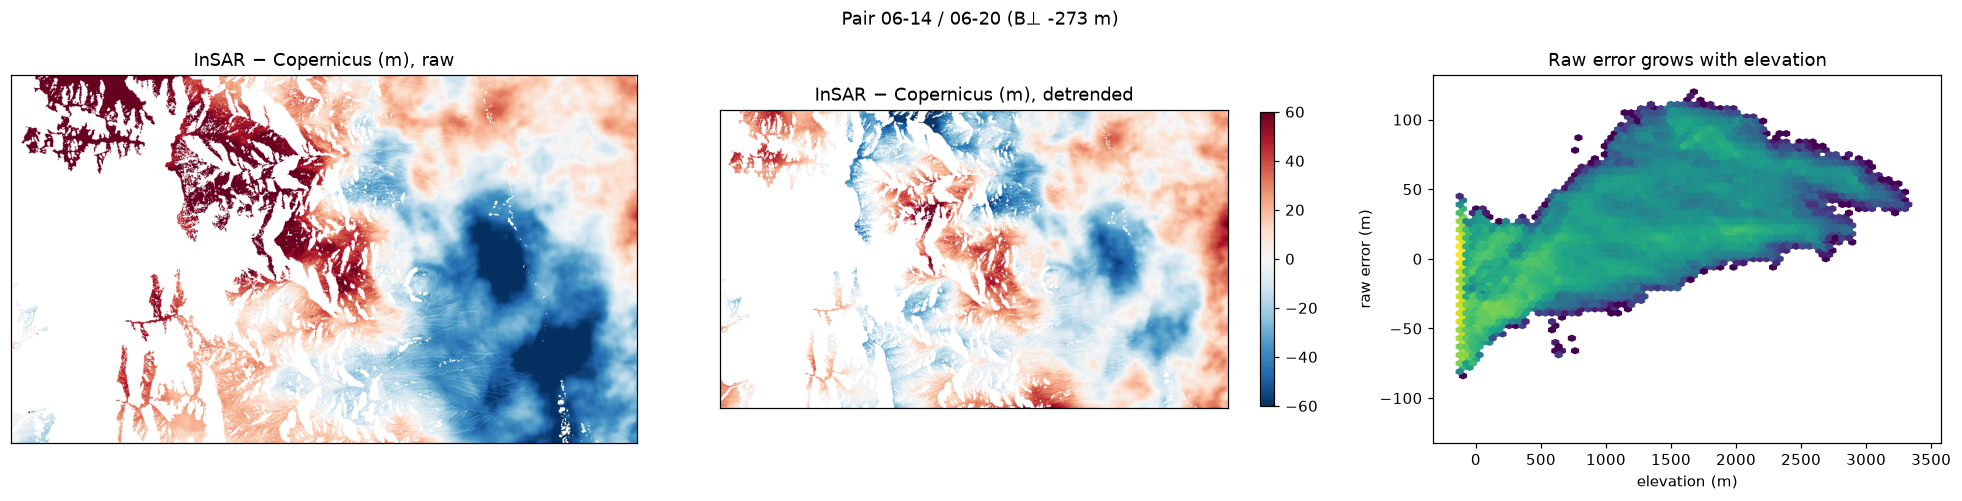 Pair 06-14 / 06-20 (B⊥ -273 m)
InSAR − Copernicus (m), raw
InSAR − Copernicus (m), detrended
60
40
20
0
−20
−40
−60
Raw error grows with elevation
raw error (m)
100
50
0
−50
−100
0 500 1000 1500 2000 2500 3000 3500
elevation (m)